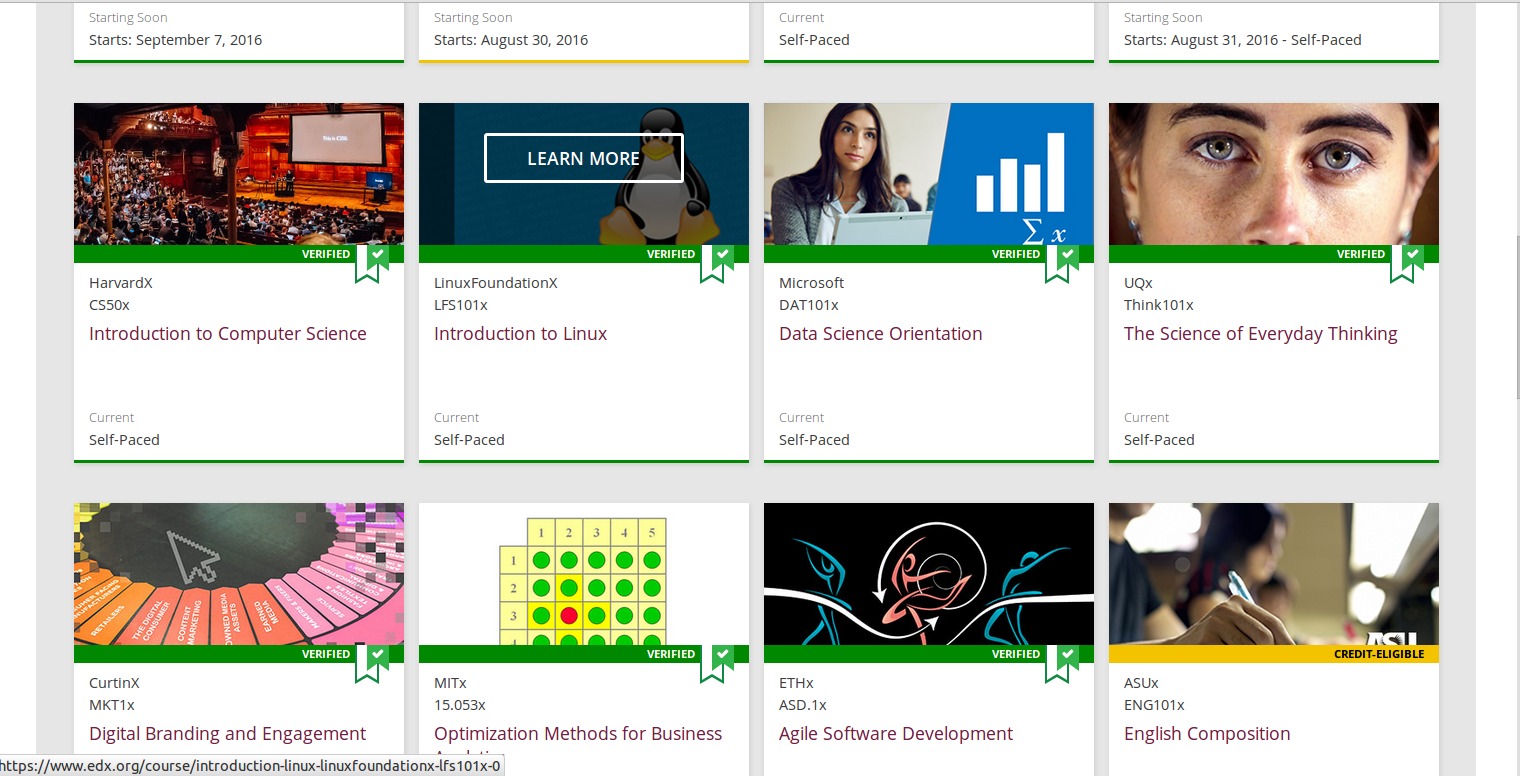 Starting Soon
Starts: September 7, 2016
Starting Soon
Starts: August 30, 2016
Current
Self-Paced
Starting Soon
Starts: August 31, 2016 - Self-Paced
This is CS50.
VERIFIED
HarvardX
CS50x
Introduction to Computer Science
Current
Self-Paced
LEARN MORE
VERIFIED
LinuxFoundationX
LFS101x
Introduction to Linux
Current
Self-Paced
Σ x
VERIFIED
Microsoft
DAT101x
Data Science Orientation
Current
Self-Paced
VERIFIED
UQx
Think101x
The Science of Everyday Thinking
Current
Self-Paced
RETAILERS
THE DIGITAL
CONSUMER
CONTENT
MARKETING
OWNED MEDIA
ASSETS
EARNED
MEDIA
MAKERS & FIXERS
SERVICE
VERIFIED
CurtinX
MKT1x
Digital Branding and Engagement
1 2 3 4 5
1
2
3
VERIFIED
MITx
15.053x
Optimization Methods for Business
VERIFIED
ETHx
ASD.1x
Agile Software Development
ASU
CREDIT-ELIGIBLE
ASUx
ENG101x
English Composition
https://www.edx.org/course/introduction-linux-linuxfoundationx-lfs101x-0